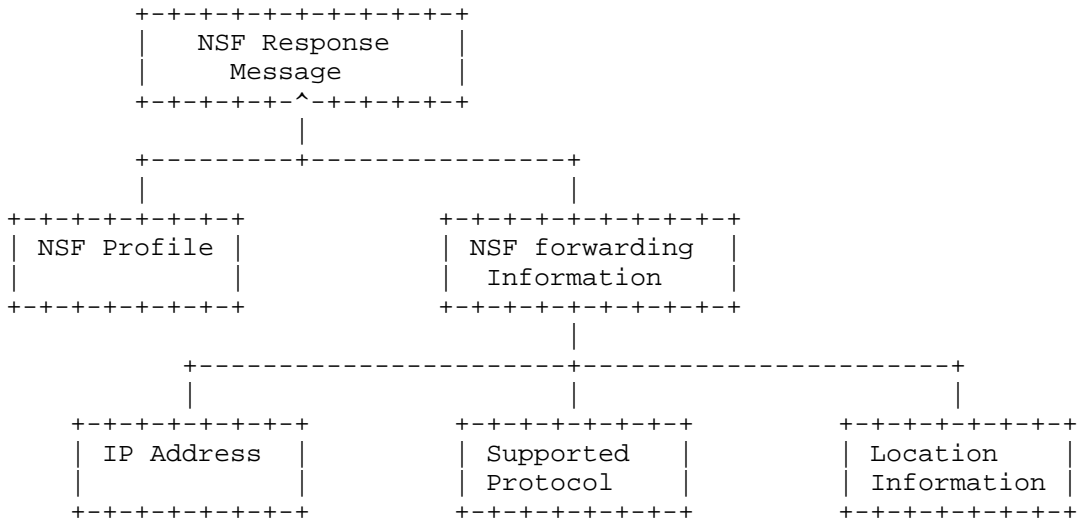 NSF Response
Message
NSF Profile
NSF forwarding
Information
IP Address
Supported
Protocol
Location
Information